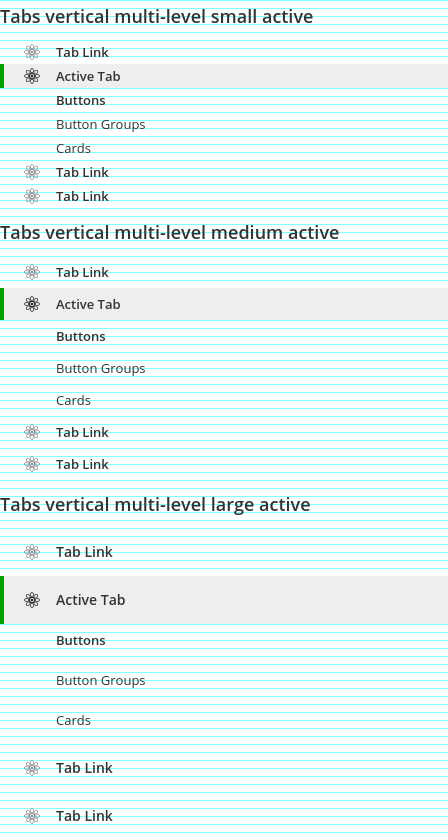 Tabs vertical multi-level small active
Tab Link
Active Tab
Buttons
Button Groups
Cards
Tab Link
Tab Link
Tabs vertical multi-level medium active
Tab Link
Active Tab
Buttons
Button Groups
Cards
Tab Link
Tab Link
Tabs vertical multi-level large active
Tab Link
Active Tab
Buttons
Button Groups
Cards
Tab Link
Tab Link